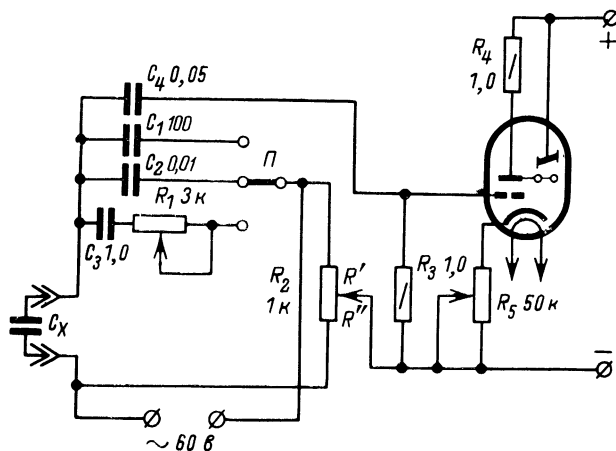 R₄
1,0
+
C₄ 0,05
C₁ 100
C₂ 0,01
П
R₁ 3 к
C₃ 1,0
R₂
1 к
R′
R″
R₃ 1,0
R₅ 50 к
Cх
−
~ 60 в